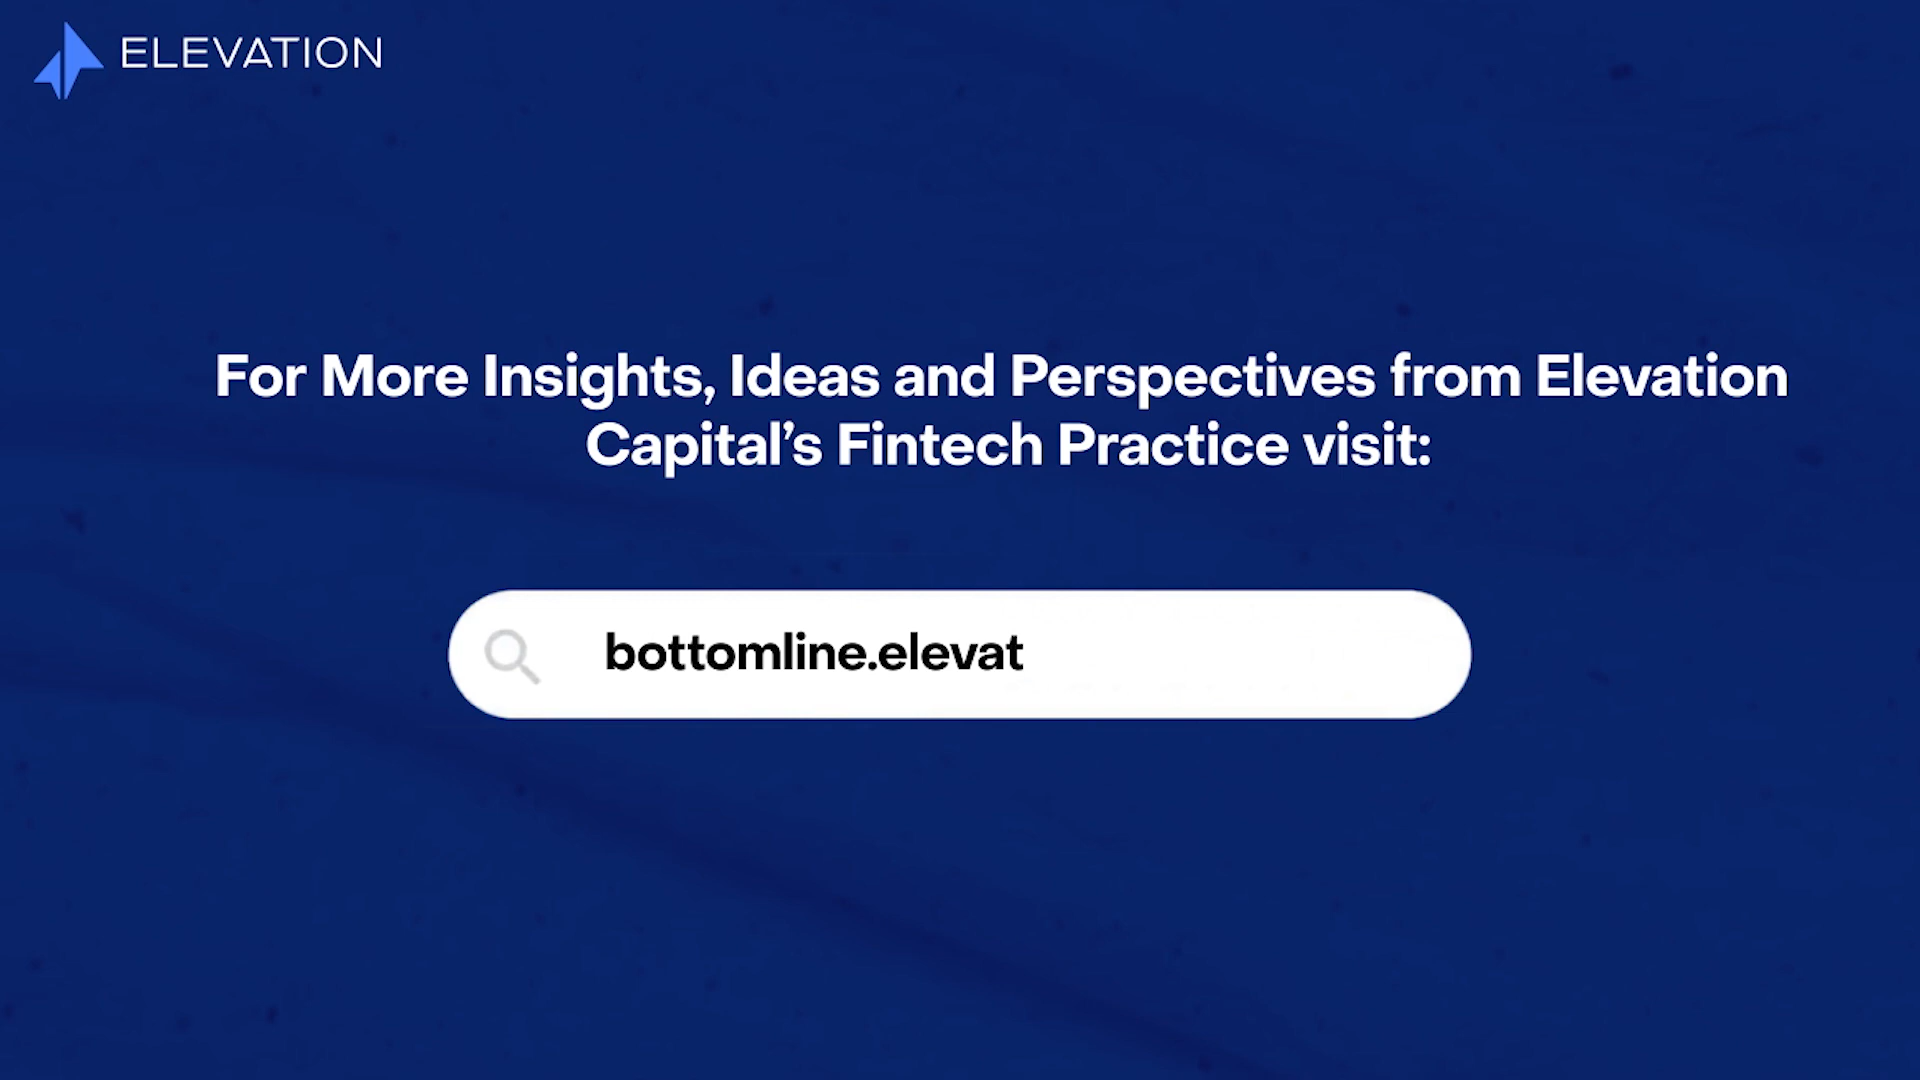 ELEVATION
For More Insights, Ideas and Perspectives from Elevation
Capital’s Fintech Practice visit:
bottomline.elevat